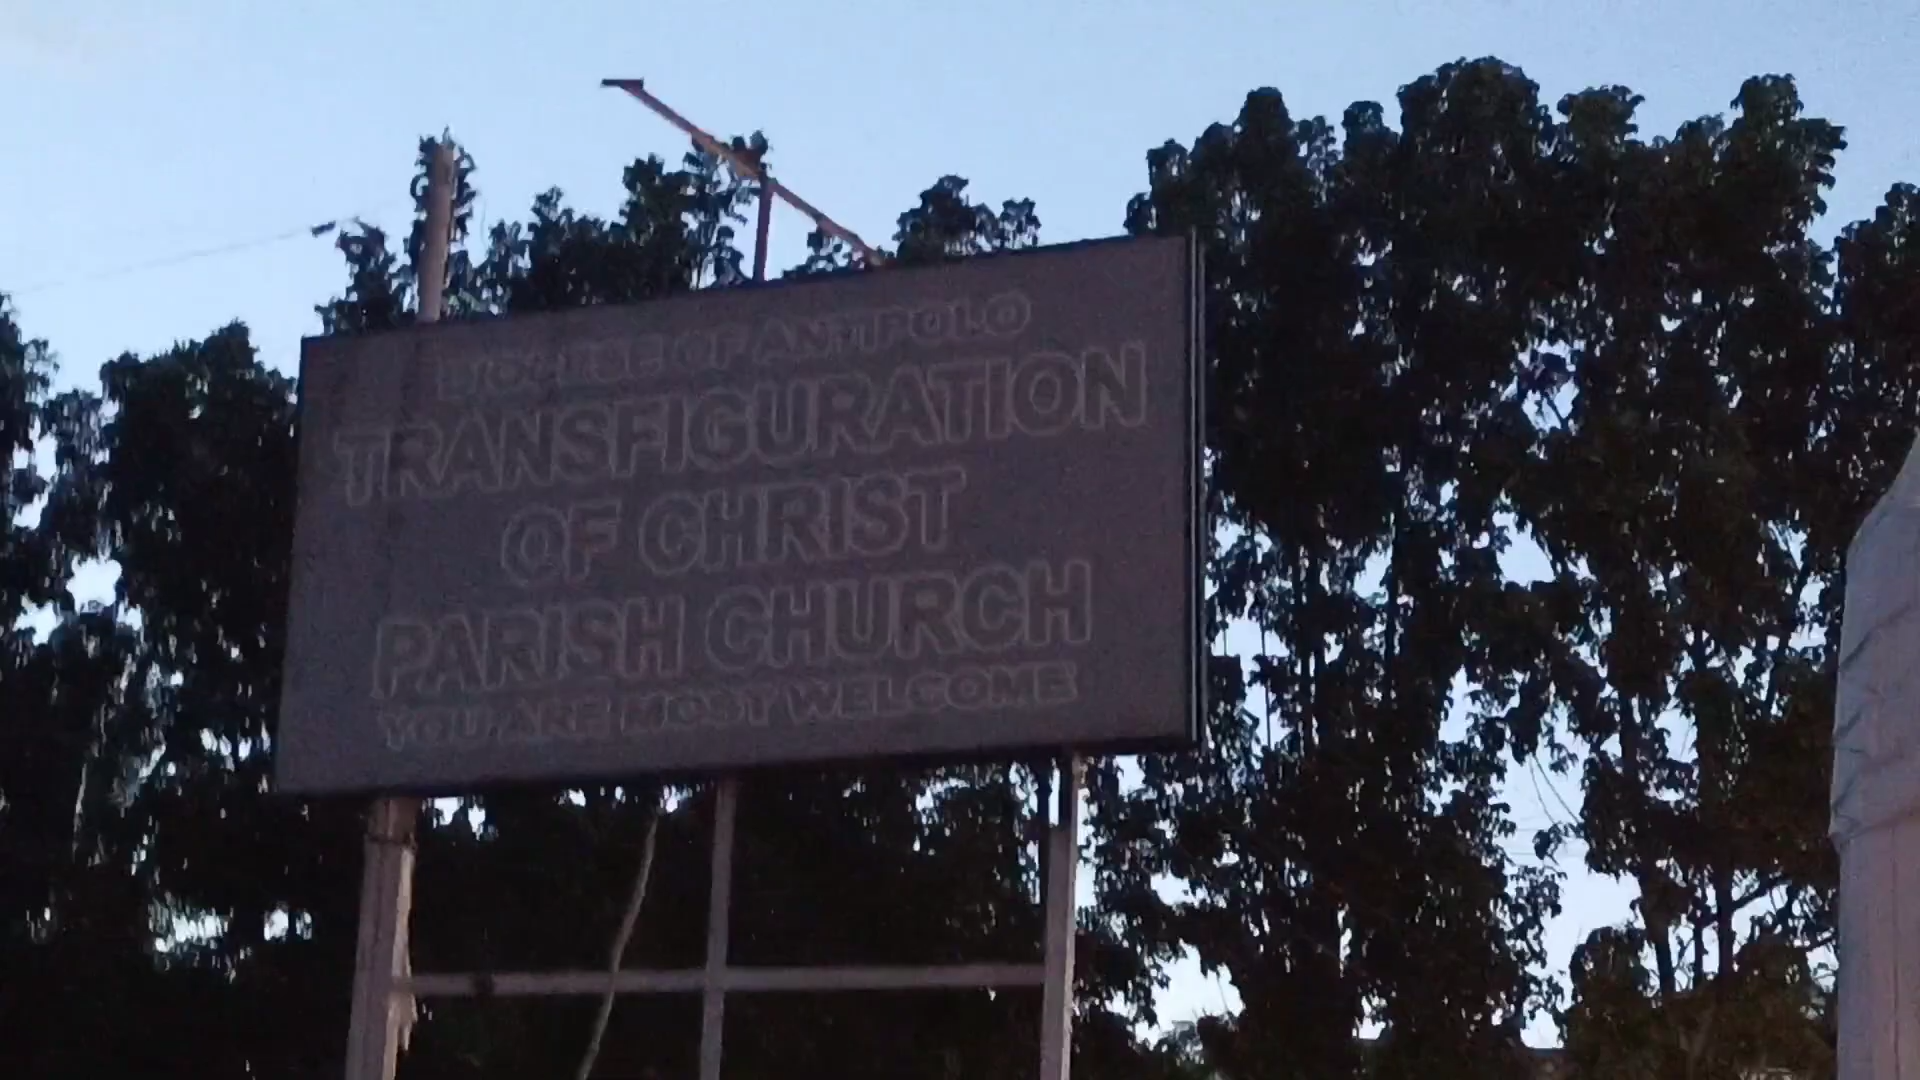 DIOCESE OF ANTIPOLO
TRANSFIGURATION
OF CHRIST
PARISH CHURCH
YOU ARE MOST WELCOME